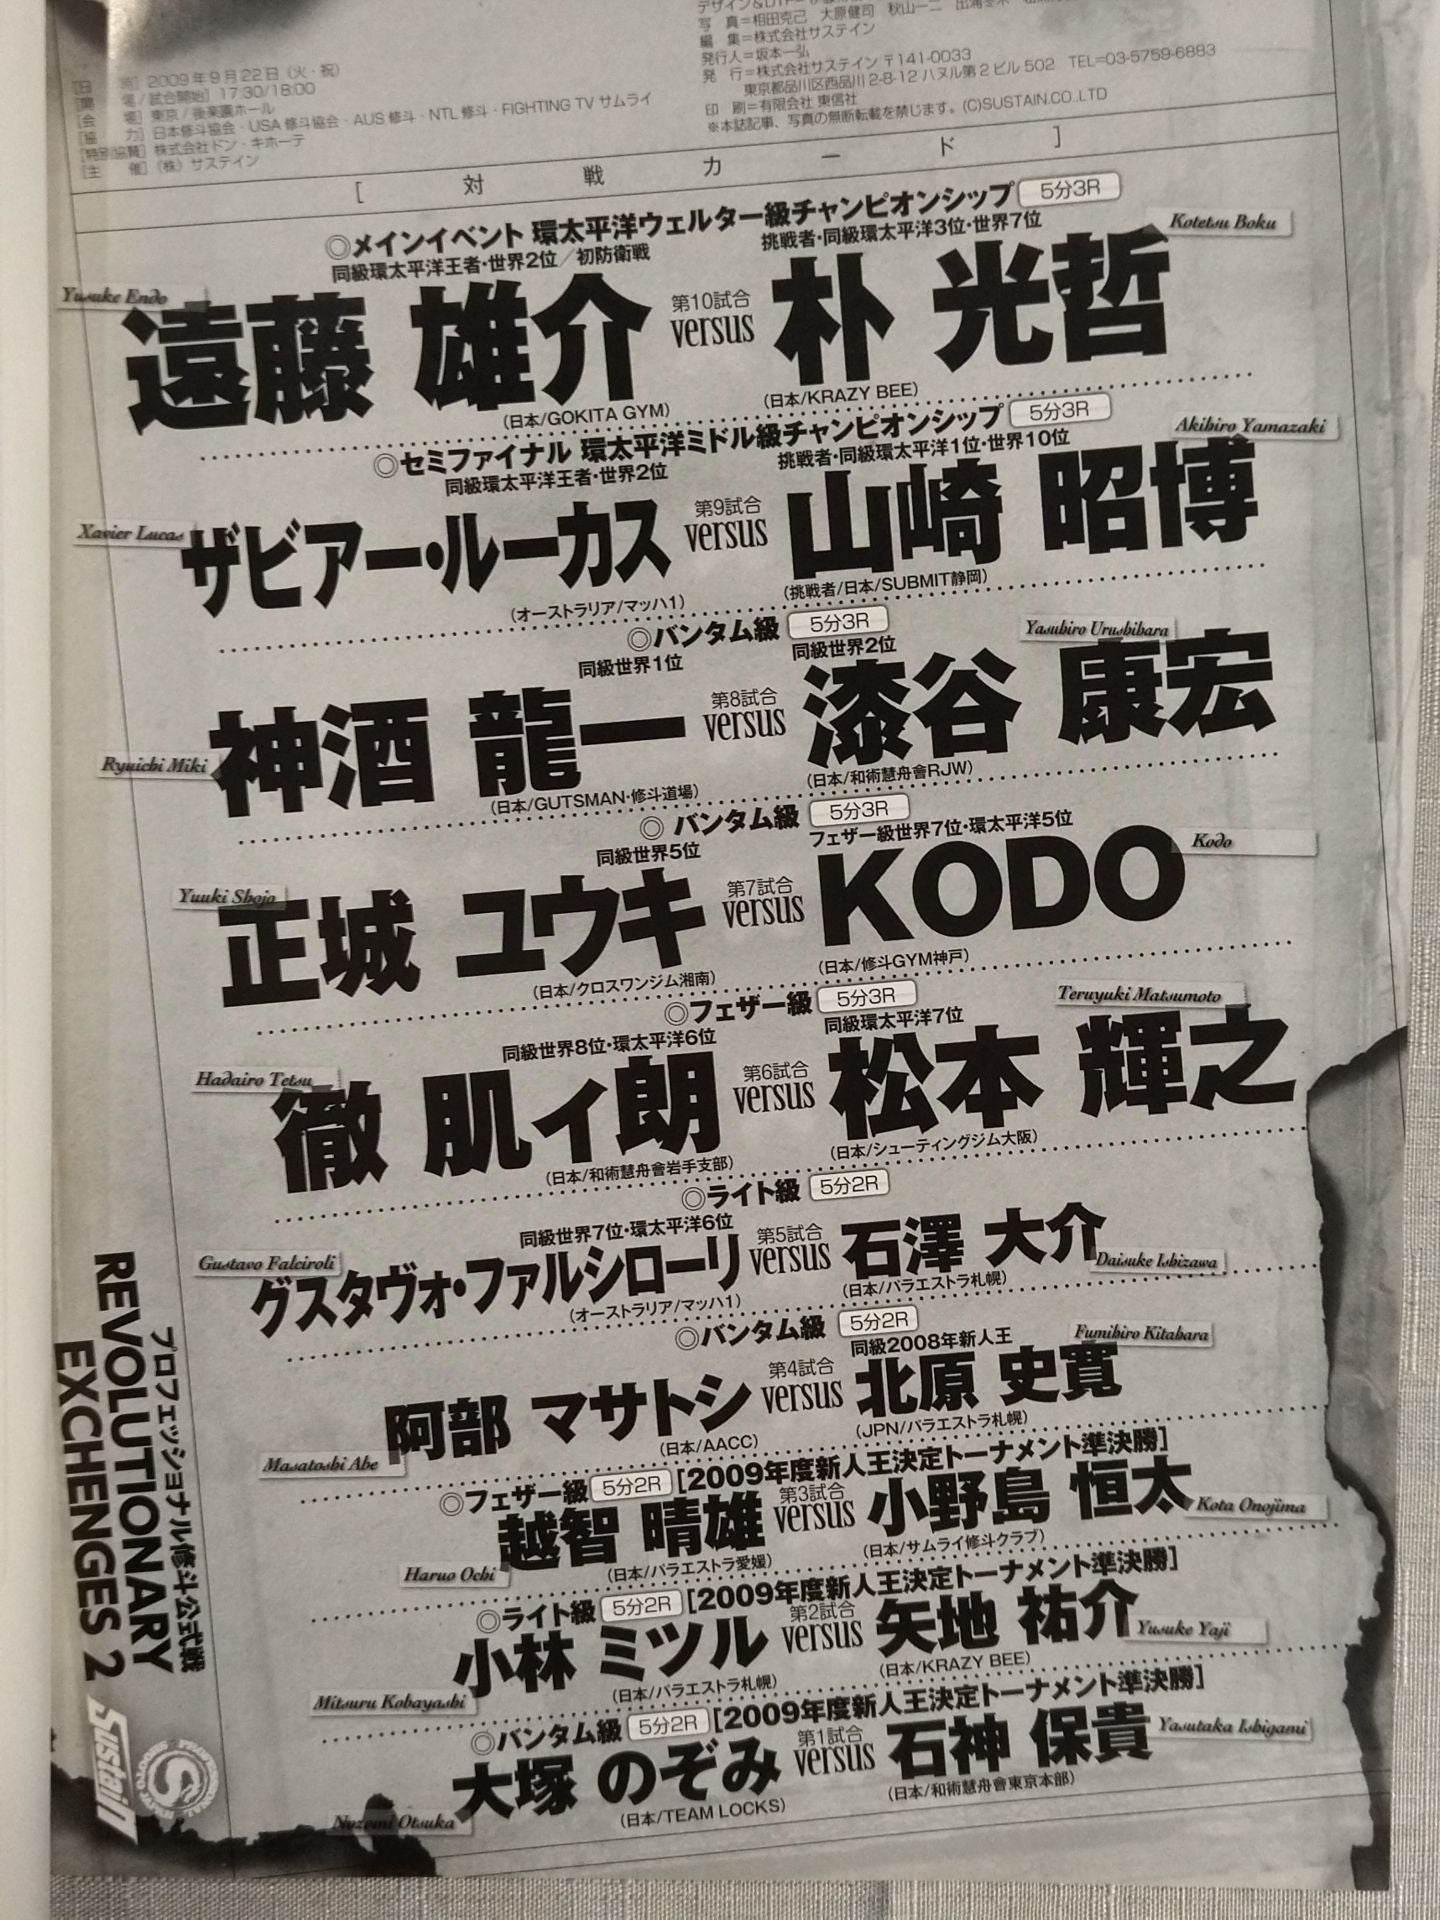 [日　時] 2009年9月22日（火・祝）
[開　場/試合開始] 17:30/18:00
[会　場] 東京/後楽園ホール
[協　力] 日本修斗協会・USA修斗協会・AUS修斗・NTL修斗・FIGHTING TV サムライ
[特別協賛] 株式会社ドン・キホーテ
[主　催]（株）サステイン
デザイン&DTP=
写　真=相田克己　大原健司　秋山一二　出浦
編　集=株式会社サステイン
発行人=坂本一弘
発　行=株式会社サステイン 〒141-0033
東京都品川区西品川2-8-12 ハヌル第2ビル502　TEL=03-5759-6883
印　刷=有限会社 東信社
※本誌記事、写真の無断転載を禁じます。(C)SUSTAIN.CO.,LTD
[ 対 戦 カ ー ド ]
◎メインイベント 環太平洋ウェルター級チャンピオンシップ 5分3R
同級環太平洋王者・世界2位／初防衛戦
挑戦者・同級環太平洋3位・世界7位
Kotetsu Boku
Yusuke Endo
遠藤 雄介 第10試合 versus 朴 光哲
（日本/GOKITA GYM）
（日本/KRAZY BEE）
◎セミファイナル 環太平洋ミドル級チャンピオンシップ 5分3R
同級環太平洋王者・世界2位
挑戦者・同級環太平洋1位・世界10位
Akihiro Yamazaki
Xavier Lucas
ザビアー・ルーカス 第9試合 versus 山崎 昭博
（オーストラリア/マッハ1）
（挑戦者/日本/SUBMIT静岡）
◎バンタム級 5分3R
同級世界1位
同級世界2位
Yasuhiro Urushihara
Ryuichi Miki
神酒 龍一 第8試合 versus 漆谷 康宏
（日本/GUTSMAN・修斗道場）
（日本/和術慧舟會RJW）
◎ バンタム級 5分3R
同級世界5位
フェザー級世界7位・環太平洋5位
Kodo
Yuuki Shojo
正城 ユウキ 第7試合 versus KODO
（日本/クロスワンジム湘南）
（日本/修斗GYM神戸）
◎フェザー級 5分3R
同級世界8位・環太平洋6位
同級環太平洋7位
Teruyuki Matsumoto
Hadairo Tetsu
徹 肌ィ朗 第6試合 versus 松本 輝之
（日本/和術慧舟會岩手支部）
（日本/シューティングジム大阪）
◎ライト級 5分2R
同級世界7位・環太平洋6位
Gustavo Falciroli
グスタヴォ・ファルシローリ 第5試合 versus 石澤 大介
Daisuke Ishizawa
（オーストラリア/マッハ1）
（日本/パラエストラ札幌）
◎バンタム級 5分2R
同級2008年新人王
Fumihiro Kitahara
阿部 マサトシ 第4試合 versus 北原 史寛
Masatoshi Abe
（日本/AACC）
（JPN/パラエストラ札幌）
◎フェザー級 5分2R [2009年度新人王決定トーナメント準決勝]
越智 晴雄 第3試合 versus 小野島 恒太
Kota Onojima
Haruo Ochi
（日本/パラエストラ愛媛）
（日本/サムライ修斗クラブ）
◎ライト級 5分2R [2009年度新人王決定トーナメント準決勝]
小林 ミツル 第2試合 versus 矢地 祐介
Yusuke Yaji
Mitsuru Kobayashi
（日本/パラエストラ札幌）
（日本/KRAZY BEE）
◎バンタム級 5分2R [2009年度新人王決定トーナメント準決勝]
大塚 のぞみ 第1試合 versus 石神 保貴
Yasutaka Ishigami
Nozomi Otsuka
（日本/TEAM LOCKS）
（日本/和術慧舟會東京本部）
プロフェッショナル修斗公式戦
REVOLUTIONARY
EXCHENGES 2
Sustain